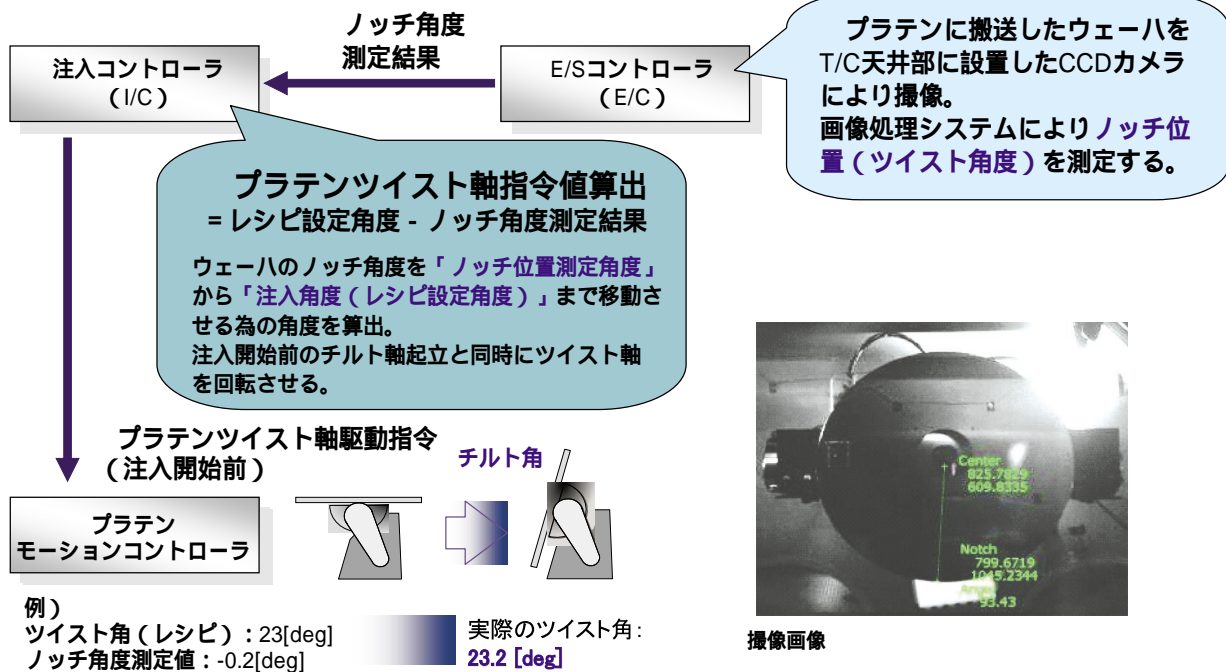 ノッチ角度
測定結果
注入コントローラ
（I/C）
E/Sコントローラ
（E/C）
プラテンに搬送したウェーハを
T/C天井部に設置したCCDカメラ
により撮像。
画像処理システムによりノッチ位
置（ツイスト角度）を測定する。
プラテンツイスト軸指令値算出
= レシピ設定角度 - ノッチ角度測定結果
ウェーハのノッチ角度を「ノッチ位置測定角度」
から「注入角度（レシピ設定角度）」まで移動さ
せる為の角度を算出。
注入開始前のチルト軸起立と同時にツイスト軸
を回転させる。
プラテンツイスト軸駆動指令
（注入開始前）
チルト角
プラテン
モーションコントローラ
例）
ツイスト角（レシピ）：23[deg]
ノッチ角度測定値：-0.2[deg]
実際のツイスト角：
23.2 [deg]
Center
825.7829
609.8335
Notch
799.6719
1045.2344
93.43
撮像画像